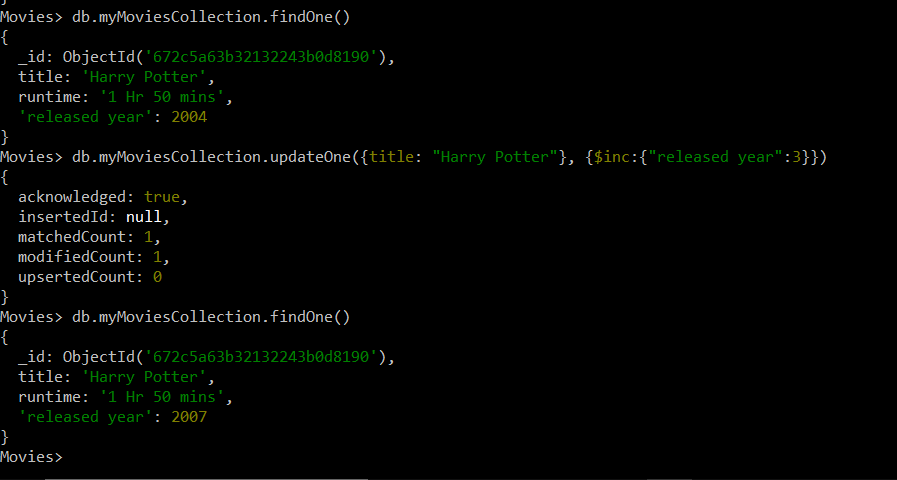 }
Movies> db.myMoviesCollection.findOne()
{
  _id: ObjectId('672c5a63b32132243b0d8190'),
  title: 'Harry Potter',
  runtime: '1 Hr 50 mins',
  'released year': 2004
}
Movies> db.myMoviesCollection.updateOne({title: "Harry Potter"}, {$inc:{"released year":3}})
{
  acknowledged: true,
  insertedId: null,
  matchedCount: 1,
  modifiedCount: 1,
  upsertedCount: 0
}
Movies> db.myMoviesCollection.findOne()
{
  _id: ObjectId('672c5a63b32132243b0d8190'),
  title: 'Harry Potter',
  runtime: '1 Hr 50 mins',
  'released year': 2007
}
Movies>